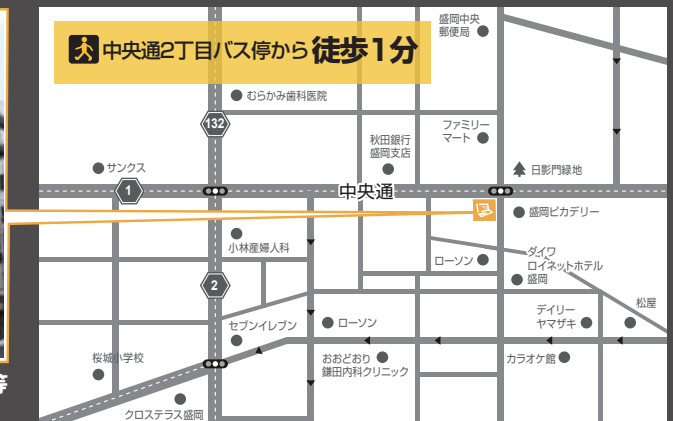 中央通2丁目バス停から徒歩1分
盛岡中央
郵便局
むらかみ歯科医院
132
ファミリー
マート
秋田銀行
盛岡支店
サンクス
日影門緑地
1
中央通
盛岡ピカデリー
小林産婦人科
ローソン
ダイワ
ロイネットホテル
盛岡
2
セブンイレブン
ローソン
デイリー
ヤマザキ
松屋
桜城小学校
おおどおり
鎌田内科クリニック
カラオケ館
クロステラス盛岡
等